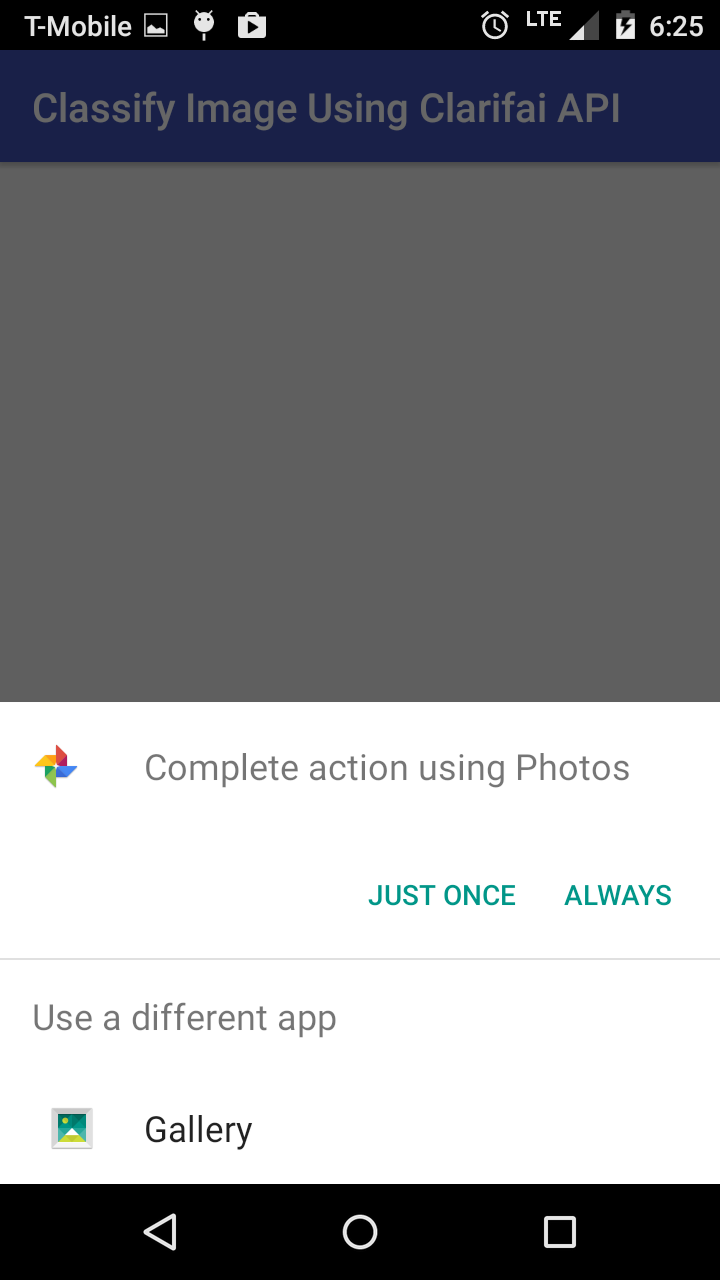 T-Mobile LTE 6:25
Classify Image Using Clarifai API
Complete action using Photos
JUST ONCE ALWAYS
Use a different app
Gallery